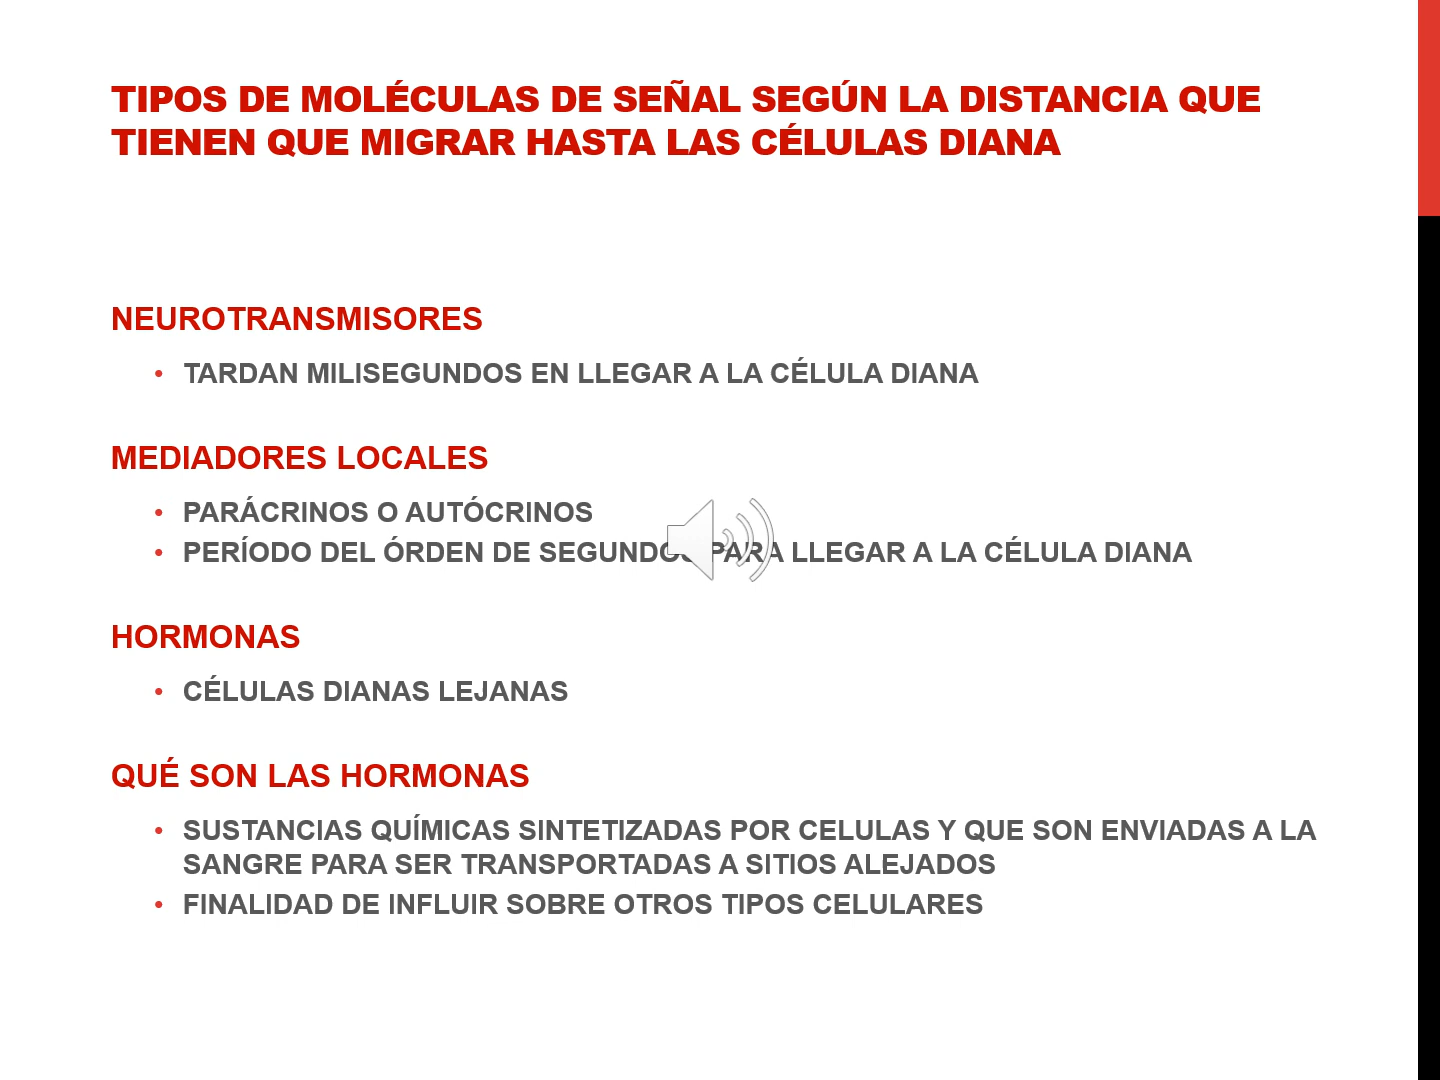 TIPOS DE MOLÉCULAS DE SEÑAL SEGÚN LA DISTANCIA QUE
TIENEN QUE MIGRAR HASTA LAS CÉLULAS DIANA
NEUROTRANSMISORES
• TARDAN MILISEGUNDOS EN LLEGAR A LA CÉLULA DIANA
MEDIADORES LOCALES
• PARÁCRINOS O AUTÓCRINOS
• PERÍODO DEL ÓRDEN DE SEGUNDOS PARA LLEGAR A LA CÉLULA DIANA
HORMONAS
• CÉLULAS DIANAS LEJANAS
QUÉ SON LAS HORMONAS
• SUSTANCIAS QUÍMICAS SINTETIZADAS POR CELULAS Y QUE SON ENVIADAS A LA
SANGRE PARA SER TRANSPORTADAS A SITIOS ALEJADOS
• FINALIDAD DE INFLUIR SOBRE OTROS TIPOS CELULARES